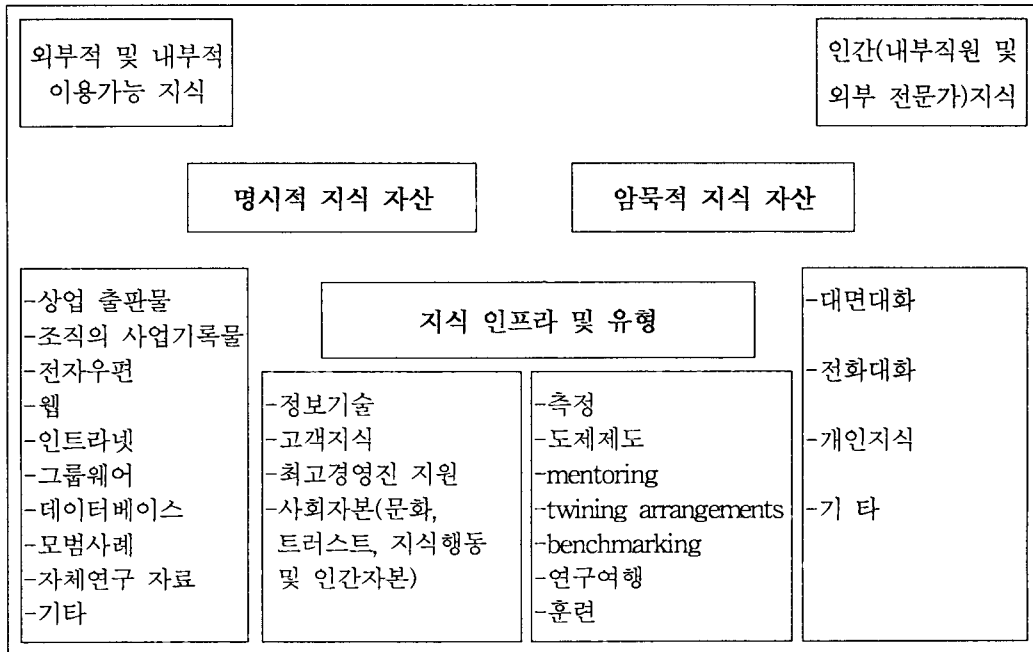 외부적 및 내부적
이용가능 지식
인간(내부직원 및
외부 전문가)지식
명시적 지식 자산
암묵적 지식 자산
-상업 출판물
-조직의 사업기록물
-전자우편
-웹
-인트라넷
-그룹웨어
-데이터베이스
-모범사례
-자체연구 자료
-기타
지식 인프라 및 유형
-정보기술
-고객지식
-최고경영진 지원
-사회자본(문화,
트러스트, 지식행동
및 인간자본)
-측정
-도제제도
-mentoring
-twining arrangements
-benchmarking
-연구여행
-훈련
-대면대화
-전화대화
-개인지식
-기 타